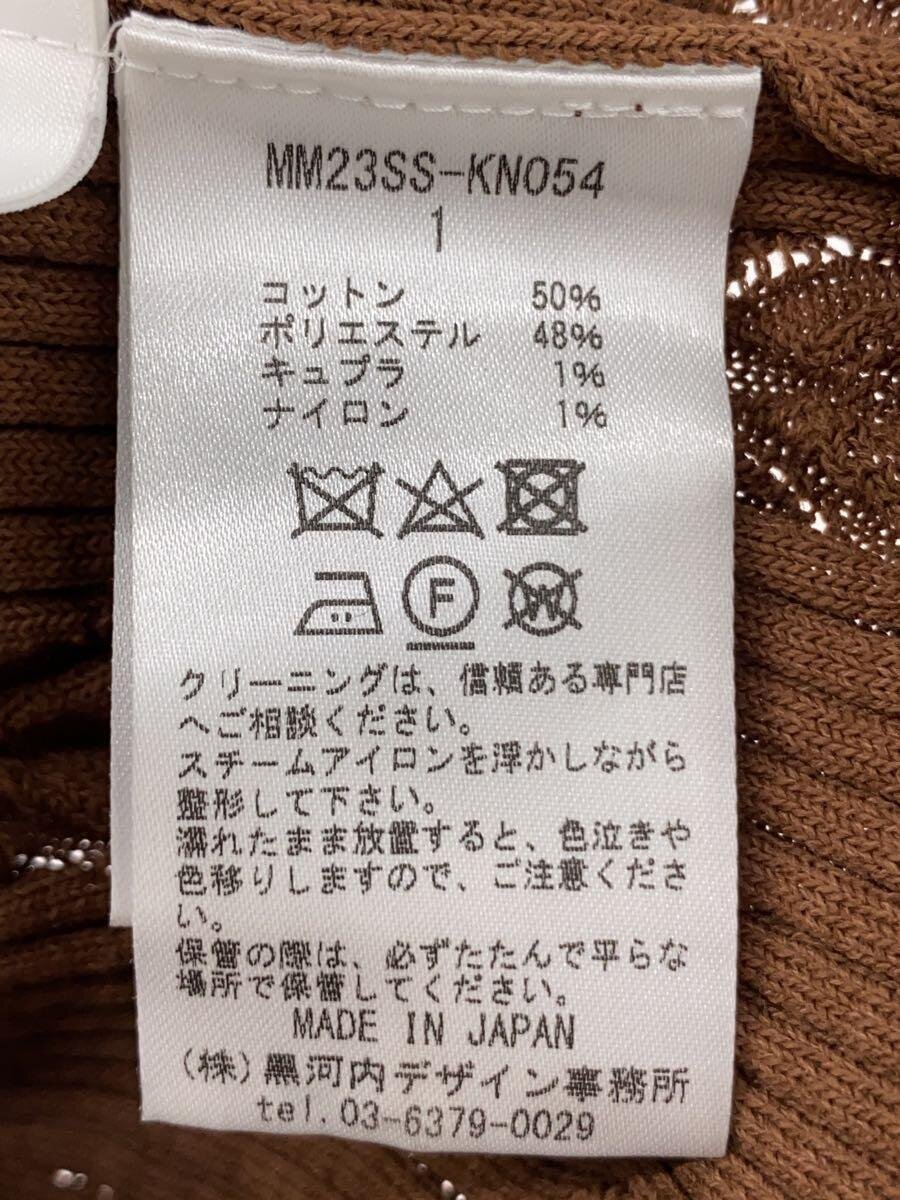 MM23SS-KN054
1
コットン 50%
ポリエステル 48%
キュプラ 1%
ナイロン 1%
F
W
クリーニングは、信頼ある専門店
へご相談ください。
スチームアイロンを浮かしながら
整形して下さい。
濡れたまま放置すると、色泣きや
色移りしますので、ご注意くださ
い。
保管の際は、必ずたたんで平らな
場所で保管してください。
MADE IN JAPAN
(株)黒河内デザイン事務所
tel.03-6379-0029